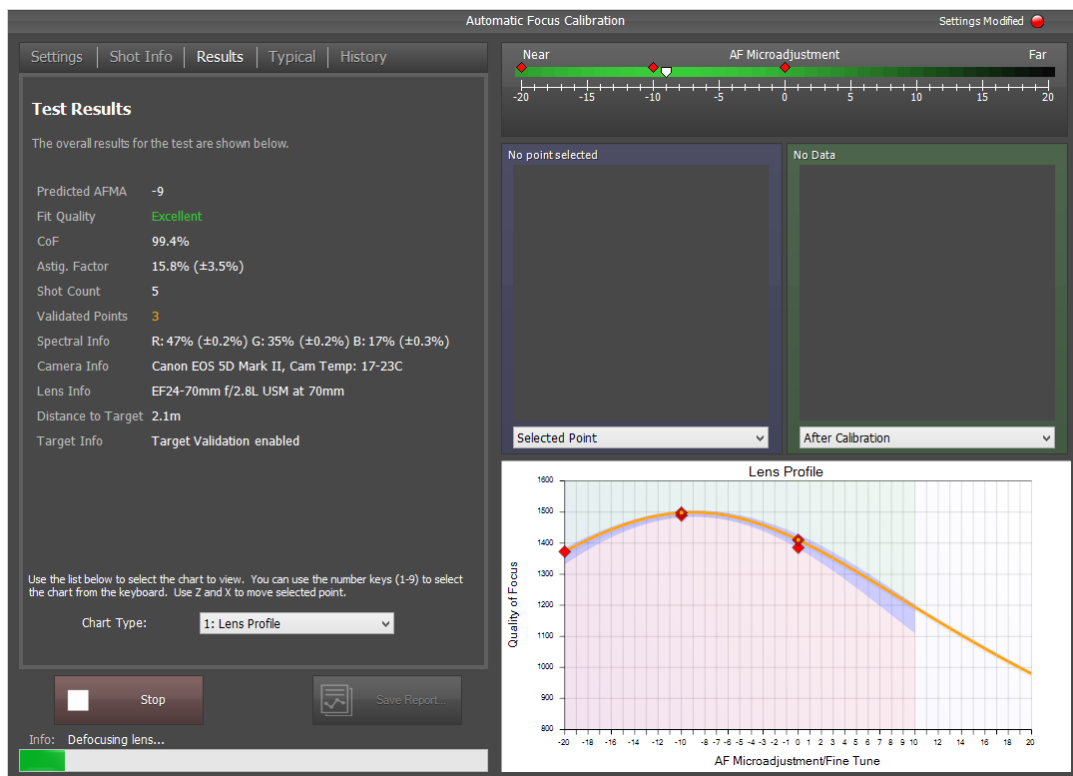 Automatic Focus Calibration
Settings Modified
Settings Shot Info Results Typical History
Test Results
The overall results for the test are shown below.
Predicted AFMA -9
Fit Quality Excellent
CoF 99.4%
Astig. Factor 15.8% (±3.5%)
Shot Count 5
Validated Points 3
Spectral Info R: 47% (±0.2%) G: 35% (±0.2%) B: 17% (±0.3%)
Camera Info Canon EOS 5D Mark II, Cam Temp: 17-23C
Lens Info EF24-70mm f/2.8L USM at 70mm
Distance to Target 2.1m
Target Info Target Validation enabled
Use the list below to select the chart to view. You can use the number keys (1-9) to select
the chart from the keyboard. Use Z and X to move selected point.
Chart Type: 1: Lens Profile
Stop
Save Report...
Info: Defocusing lens...
Near AF Microadjustment Far
-20 -15 -10 -5 0 5 10 15 20
No point selected
Selected Point
No Data
After Calibration
Lens Profile
Quality of Focus
1600
1500
1400
1300
1200
1100
1000
900
800
-20 -18 -16 -14 -12 -10 -8 -7 -6 -5 -4 -3 -2 -1 0 1 2 3 4 5 6 7 8 9 10 12 14 16 18 20
AF Microadjustment/Fine Tune